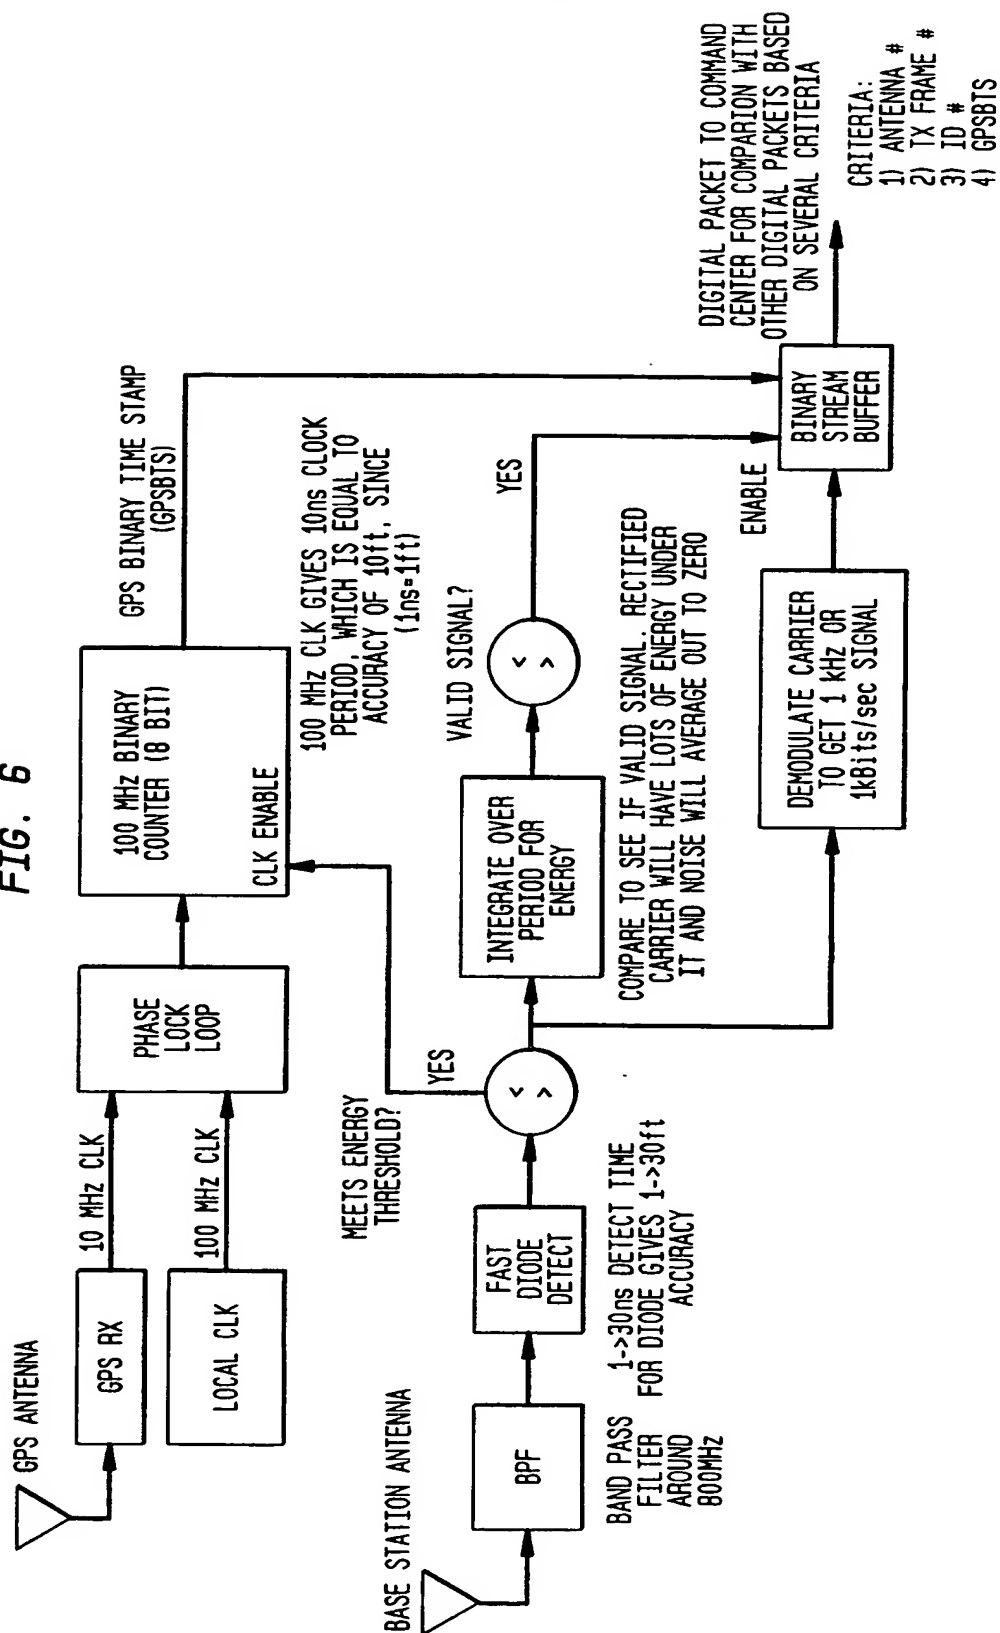 FIG. 6
GPS ANTENNA
GPS RX
10 MHz CLK
LOCAL CLK
100 MHz CLK
PHASE
LOCK
LOOP
100 MHz BINARY
COUNTER (8 BIT)
CLK ENABLE
GPS BINARY TIME STAMP
(GPSBTS)
100 MHz CLK GIVES 10ns CLOCK
PERIOD, WHICH IS EQUAL TO
ACCURACY OF 10ft, SINCE
(1ns=1ft)
BASE STATION ANTENNA
BPF
BAND PASS
FILTER
AROUND
800MHz
FAST
DIODE
DETECT
1->30ns DETECT TIME
FOR DIODE GIVES 1->30ft
ACCURACY
MEETS ENERGY
THRESHOLD?
YES
< >
INTEGRATE OVER
PERIOD FOR
ENERGY
COMPARE TO SEE IF VALID SIGNAL. RECTIFIED
CARRIER WILL HAVE LOTS OF ENERGY UNDER
IT AND NOISE WILL AVERAGE OUT TO ZERO
VALID SIGNAL?
< >
YES
DEMODULATE CARRIER
TO GET 1 kHz OR
1kBits/sec SIGNAL
ENABLE
BINARY
STREAM
BUFFER
DIGITAL PACKET TO COMMAND
CENTER FOR COMPARION WITH
OTHER DIGITAL PACKETS BASED
ON SEVERAL CRITERIA
CRITERIA:
1) ANTENNA #
2) TX FRAME #
3) ID #
4) GPSBTS